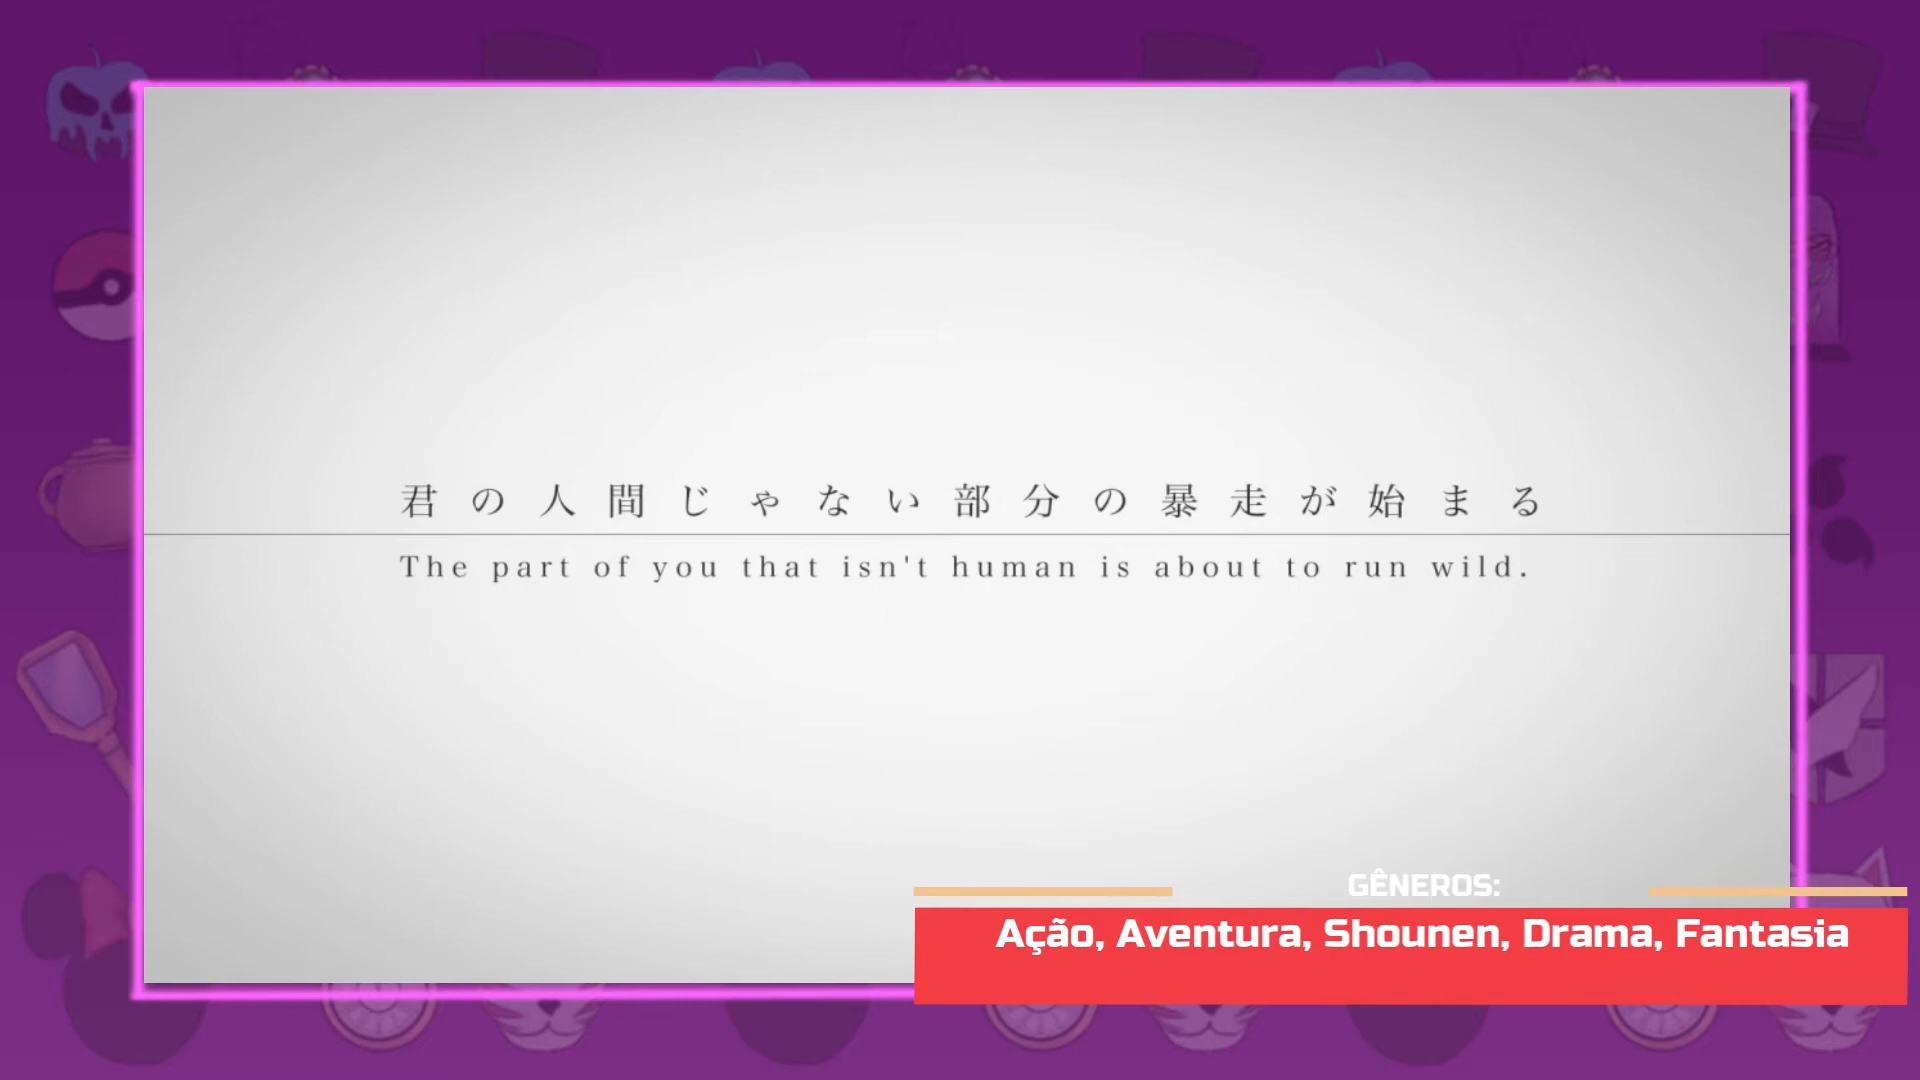 君の人間じゃない部分の暴走が始まる
The part of you that isn't human is about to run wild.
GÊNEROS:
Ação, Aventura, Shounen, Drama, Fantasia